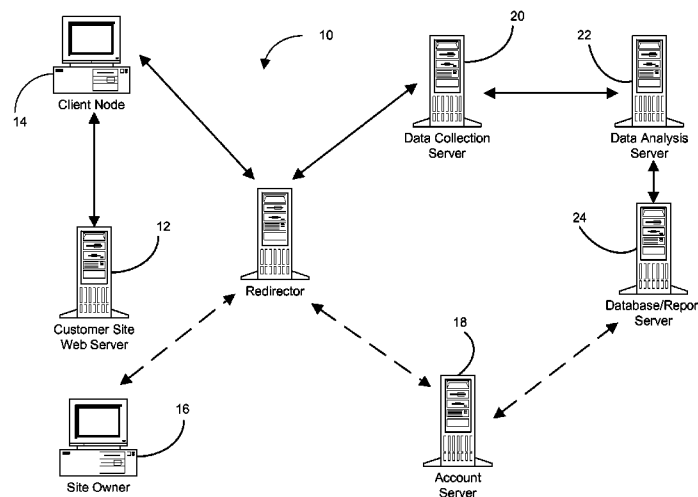 10
20
22
14
Client Node
Data Collection
Server
Data Analysis
Server
12
24
Redirector
Customer Site
Web Server
Database/Repor
Server
18
16
Site Owner
Account
Server